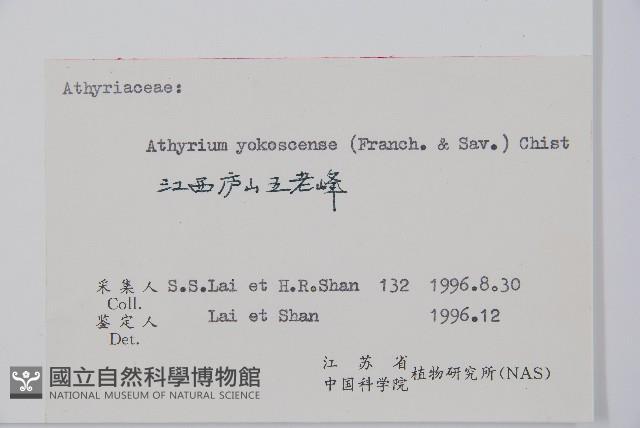 Athyriaceae:
Athyrium yokoscense (Franch. & Sav.) Chist
江西庐山五老峰
采集人 S.S.Lai et H.R.Shan 132 1996.8.30
Coll.
鉴定人 Lai et Shan 1996.12
Det.
江苏省
中国科学院 植物研究所(NAS)
國立自然科學博物館
NATIONAL MUSEUM OF NATURAL SCIENCE